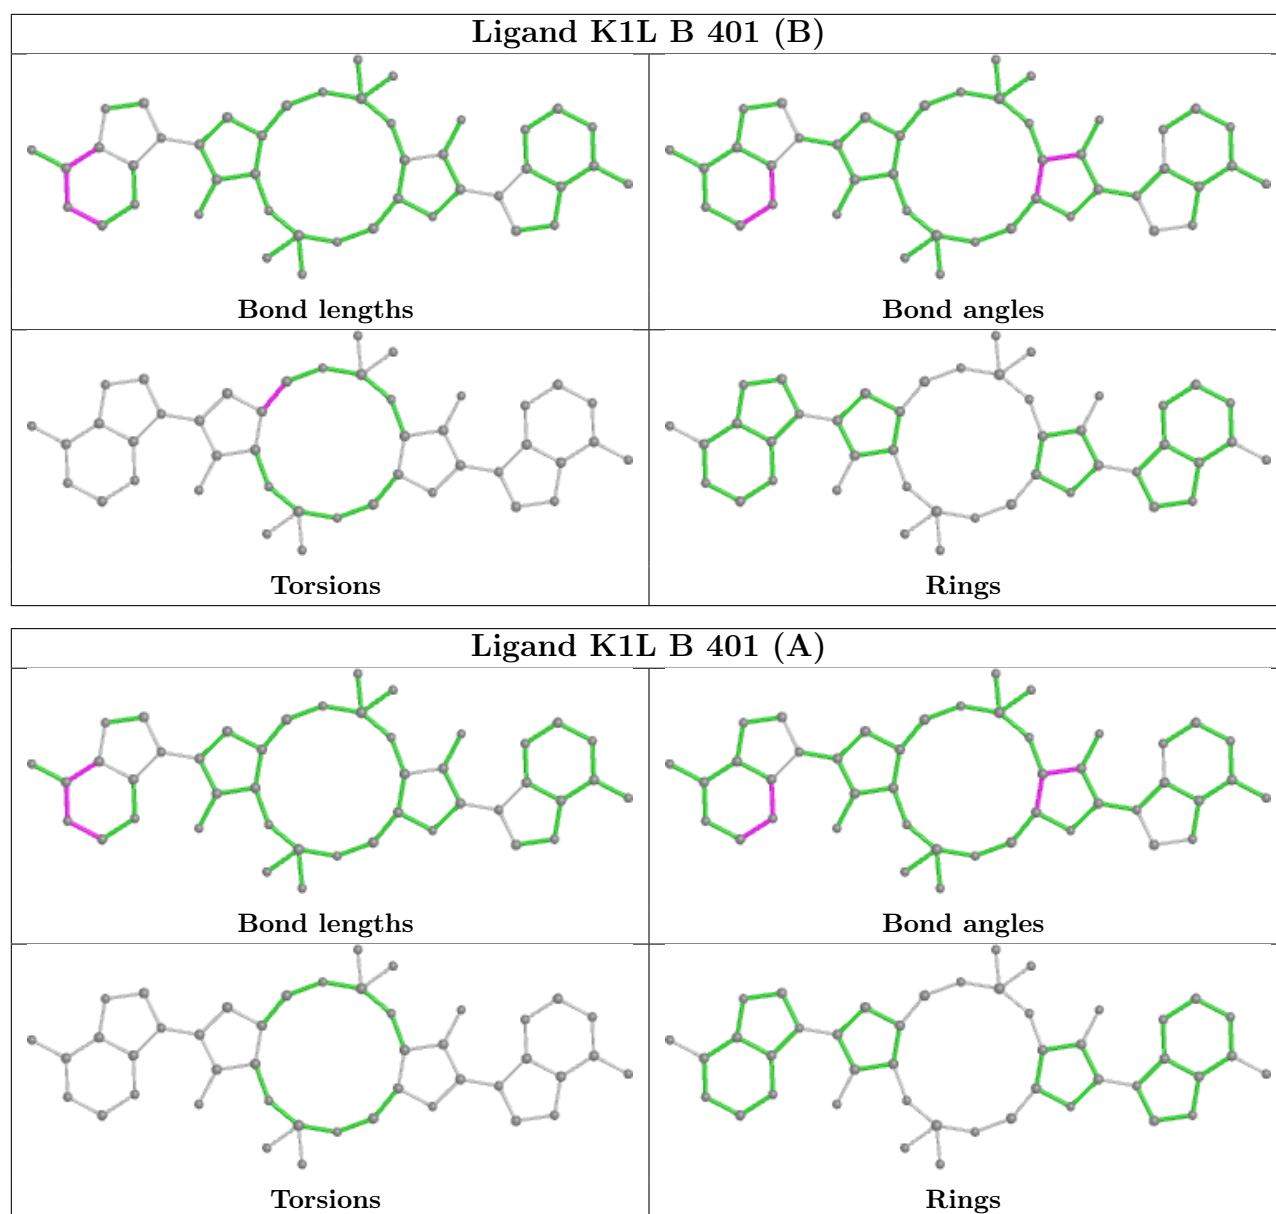 Ligand K1L B 401 (B)
Bond lengths
Bond angles
Torsions
Rings
Ligand K1L B 401 (A)
Bond lengths
Bond angles
Torsions
Rings